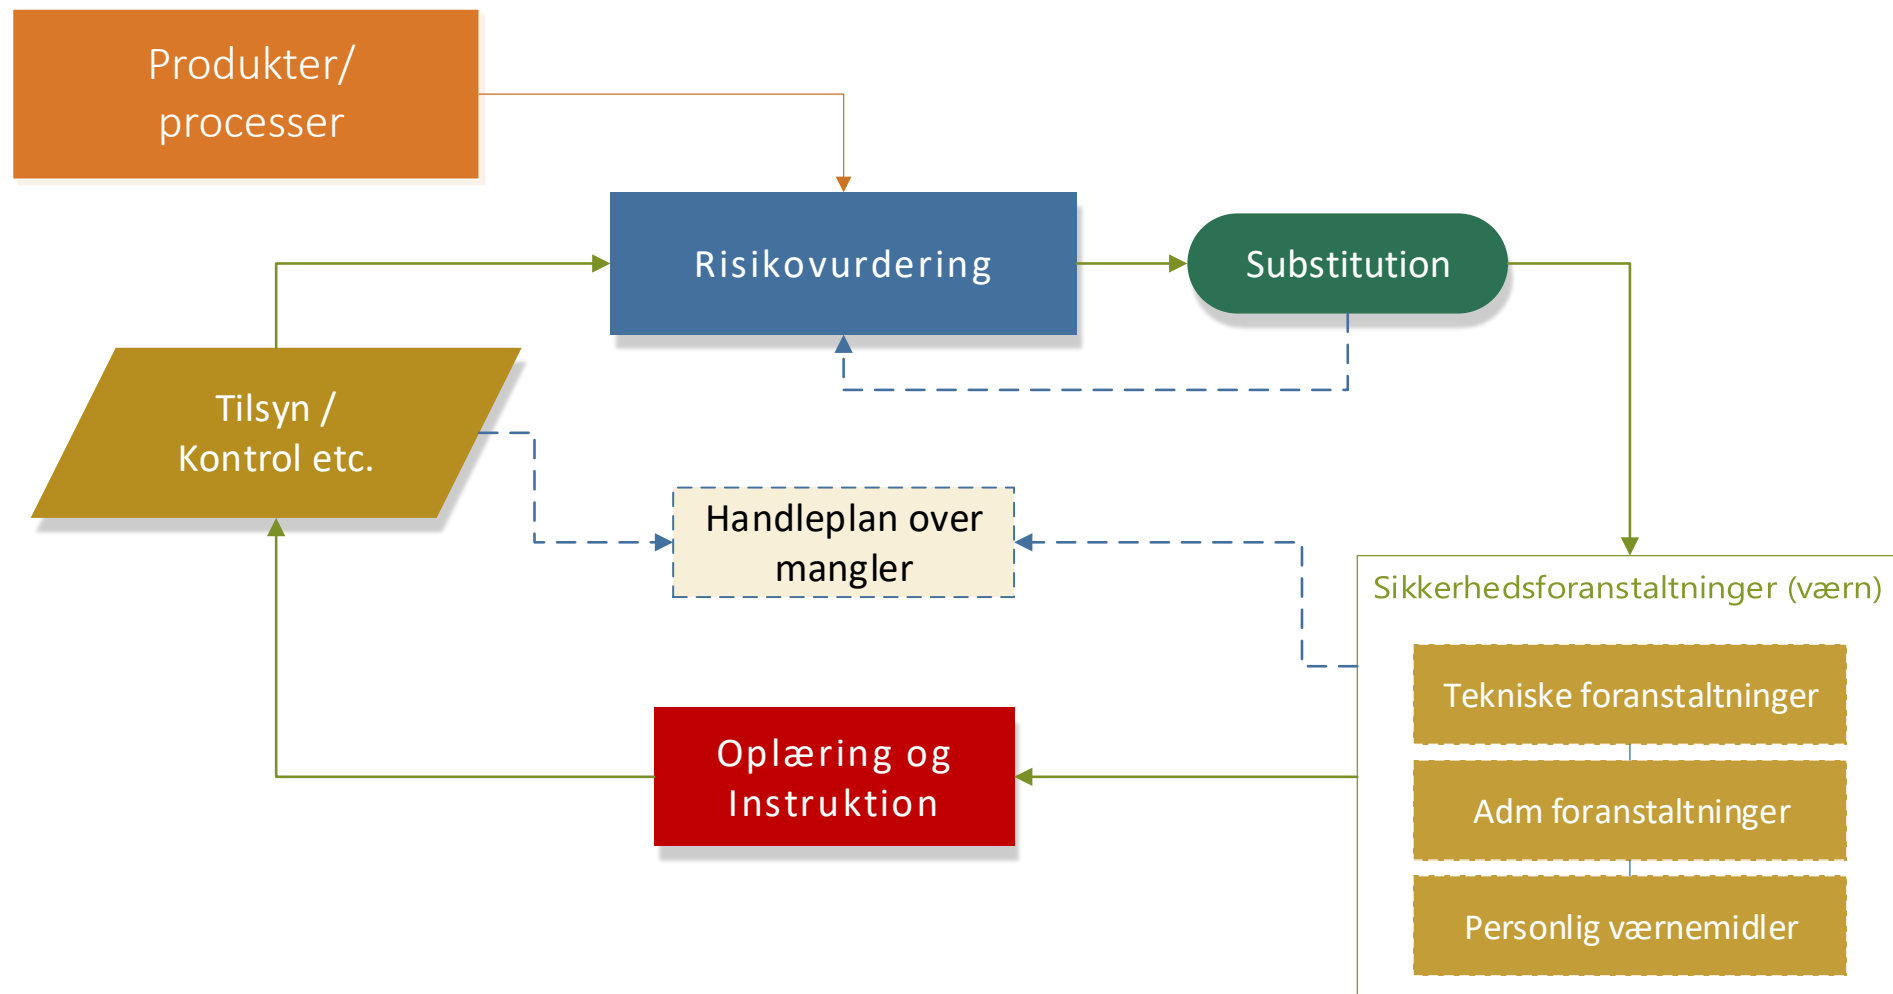 Produkter/
processer
Risikovurdering
Substitution
Tilsyn /
Kontrol etc.
Handleplan over
mangler
Sikkerhedsforanstaltninger (værn)
Tekniske foranstaltninger
Oplæring og
Instruktion
Adm foranstaltninger
Personlig værnemidler